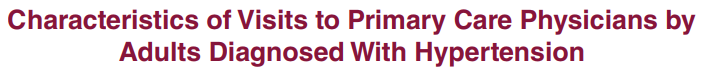 Characteristics of Visits to Primary Care Physicians by
Adults Diagnosed With Hypertension